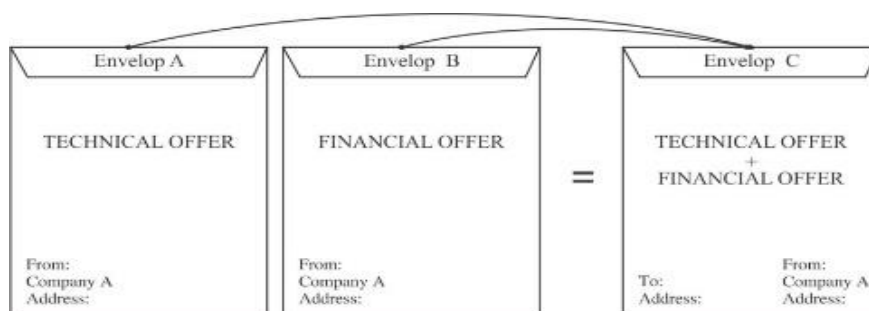 Envelop A
TECHNICAL OFFER
From:
Company A
Address:
Envelop B
FINANCIAL OFFER
From:
Company A
Address:
=
Envelop C
TECHNICAL OFFER
+
FINANCIAL OFFER
To:
Address:
From:
Company A
Address: